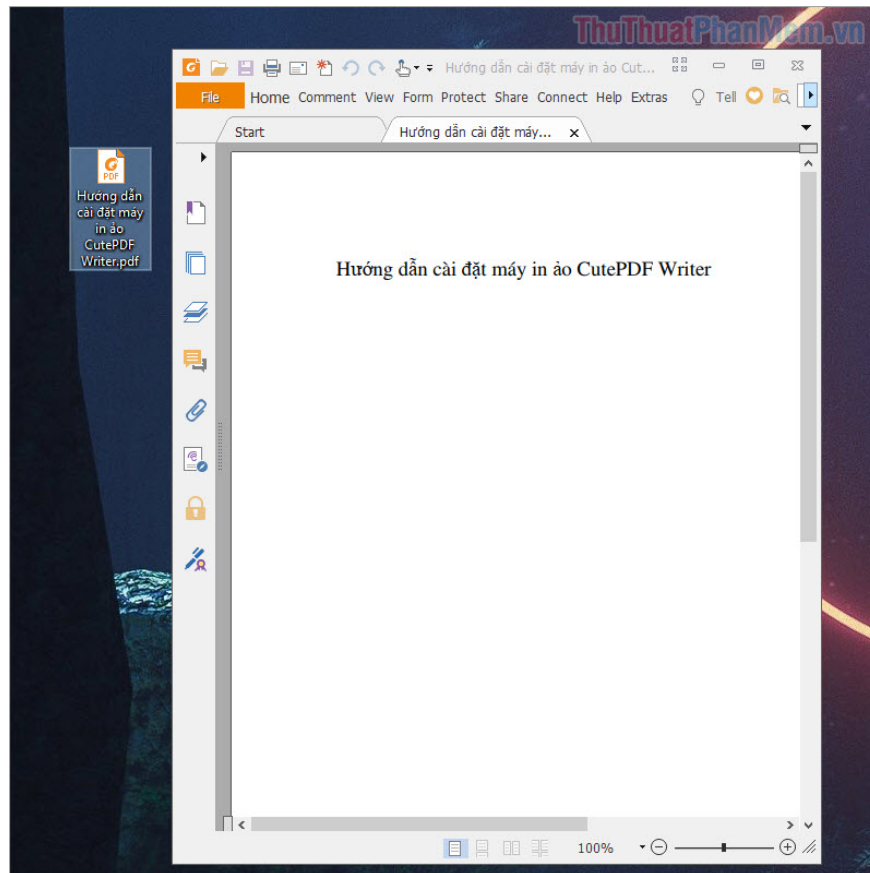 ThuThuatPhanMem.vn
Hướng dẫn cài đặt máy in ảo Cut...
File Home Comment View Form Protect Share Connect Help Extras Tell
Start Hướng dẫn cài đặt máy... x
PDF
Hướng dẫn
cài đặt máy
in ảo
CutePDF
Writer.pdf
Hướng dẫn cài đặt máy in ảo CutePDF Writer
100%